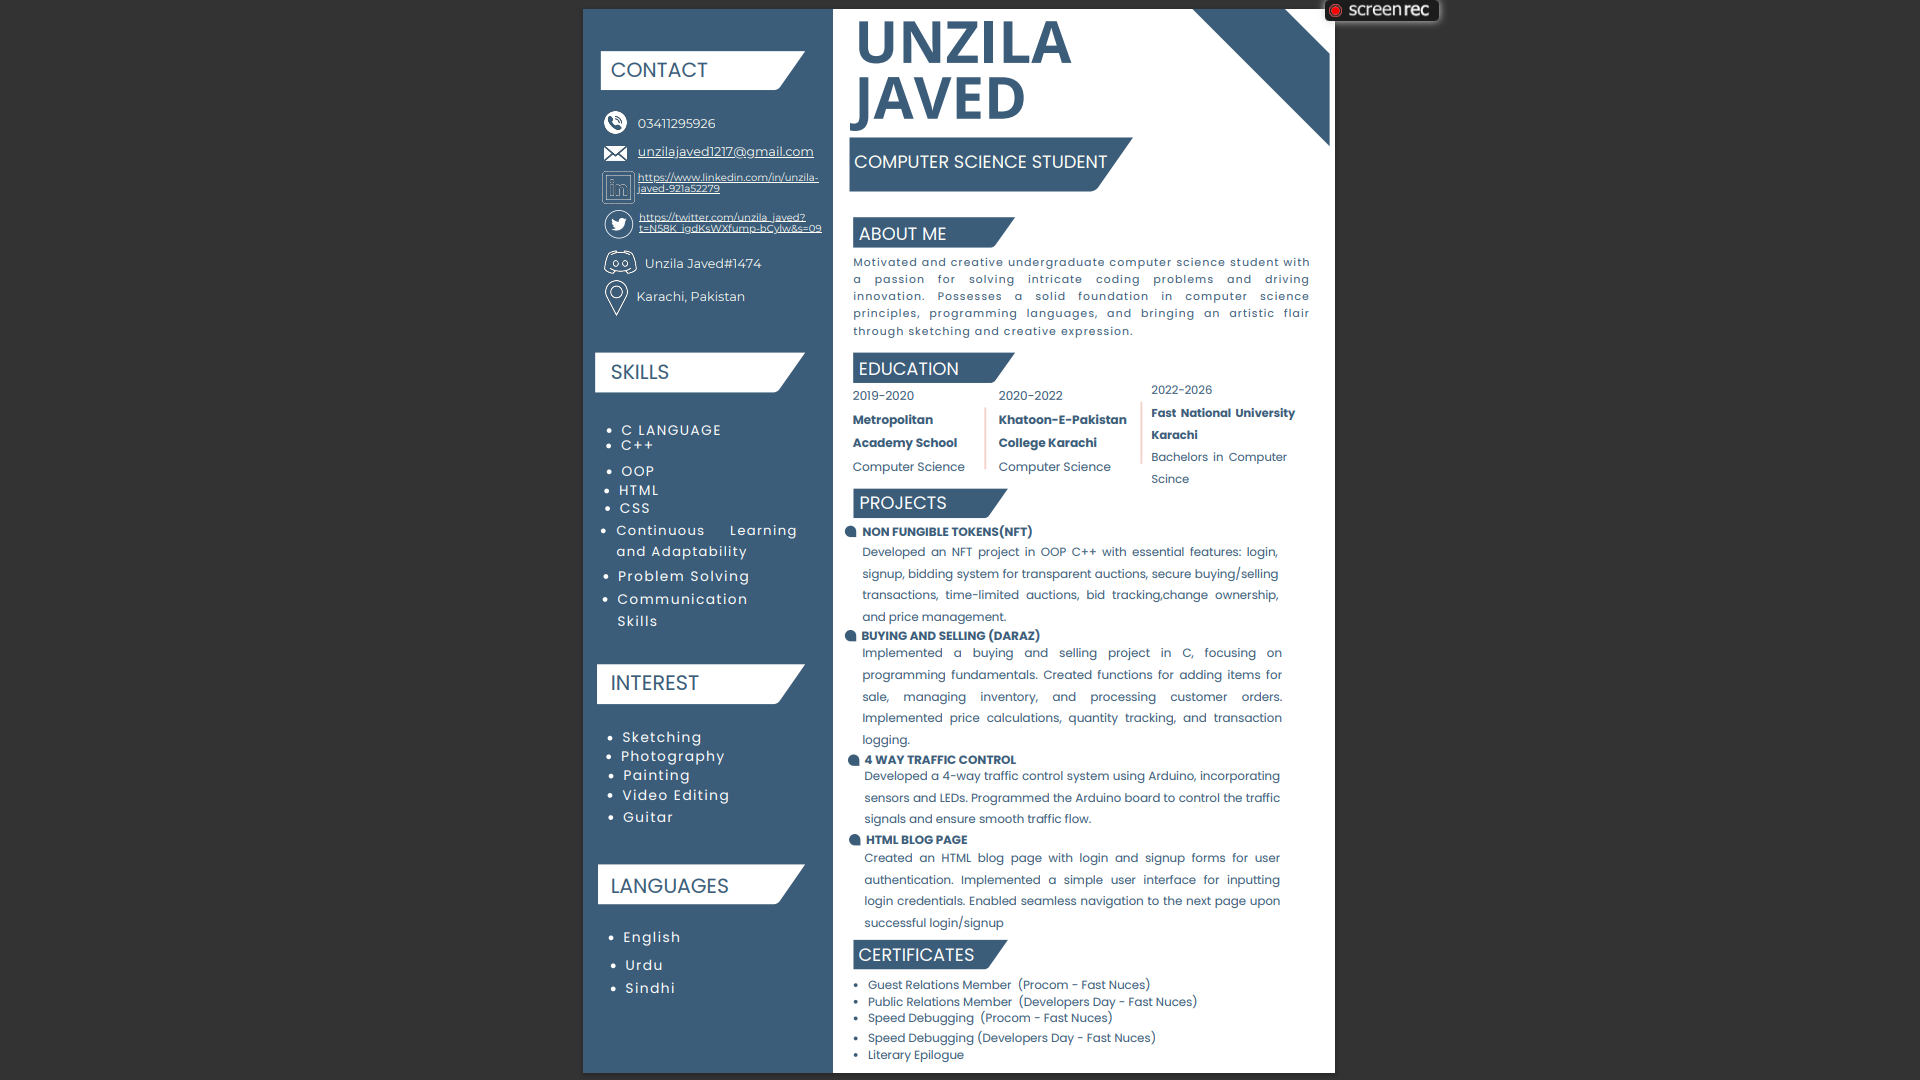 screenrec
CONTACT
03411295926
unzilajaved1217@gmail.com
https://www.linkedin.com/in/unzila-
javed-921a52279
https://twitter.com/unzila_javed?
t=N58K_igdKsWXfump-bCylw&s=09
Unzila Javed#1474
Karachi, Pakistan
SKILLS
• C LANGUAGE
• C++
• OOP
• HTML
• CSS
• Continuous Learning
and Adaptability
• Problem Solving
• Communication
Skills
INTEREST
• Sketching
• Photography
• Painting
• Video Editing
• Guitar
LANGUAGES
• English
• Urdu
• Sindhi
UNZILA
JAVED
COMPUTER SCIENCE STUDENT
ABOUT ME
Motivated and creative undergraduate computer science student with
a passion for solving intricate coding problems and driving
innovation. Possesses a solid foundation in computer science
principles, programming languages, and bringing an artistic flair
through sketching and creative expression.
EDUCATION
2019-2020
Metropolitan
Academy School
Computer Science
2020-2022
Khatoon-E-Pakistan
College Karachi
Computer Science
2022-2026
Fast National University
Karachi
Bachelors in Computer
Scince
PROJECTS
NON FUNGIBLE TOKENS(NFT)
Developed an NFT project in OOP C++ with essential features: login,
signup, bidding system for transparent auctions, secure buying/selling
transactions, time-limited auctions, bid tracking,change ownership,
and price management.
BUYING AND SELLING (DARAZ)
Implemented a buying and selling project in C, focusing on
programming fundamentals. Created functions for adding items for
sale, managing inventory, and processing customer orders.
Implemented price calculations, quantity tracking, and transaction
logging.
4 WAY TRAFFIC CONTROL
Developed a 4-way traffic control system using Arduino, incorporating
sensors and LEDs. Programmed the Arduino board to control the traffic
signals and ensure smooth traffic flow.
HTML BLOG PAGE
Created an HTML blog page with login and signup forms for user
authentication. Implemented a simple user interface for inputting
login credentials. Enabled seamless navigation to the next page upon
successful login/signup
CERTIFICATES
• Guest Relations Member (Procom - Fast Nuces)
• Public Relations Member (Developers Day - Fast Nuces)
• Speed Debugging (Procom - Fast Nuces)
• Speed Debugging (Developers Day - Fast Nuces)
• Literary Epilogue